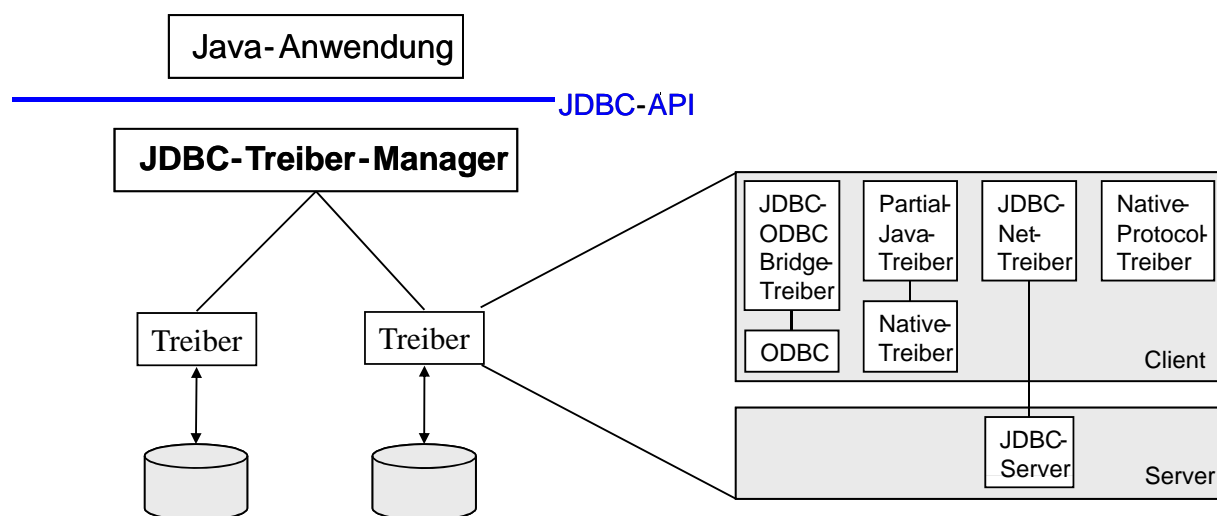 Java-Anwendung
JDBC-API
JDBC-Treiber-Manager
Treiber
Treiber
JDBC-
ODBC
Bridge-
Treiber
ODBC
Partial-
Java-
Treiber
Native-
Treiber
JDBC-
Net-
Treiber
Native-
Protocol-
Treiber
Client
JDBC-
Server
Server